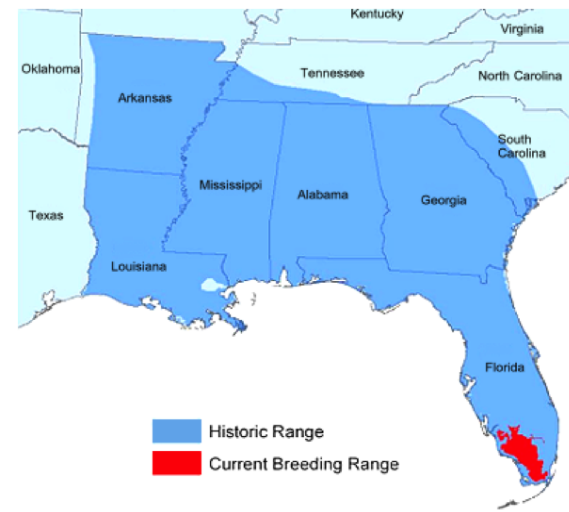 Kentucky
Virginia
Oklahoma
Tennessee
North Carolina
Arkansas
South
Carolina
Mississippi
Alabama
Georgia
Texas
Louisiana
Florida
Historic Range
Current Breeding Range